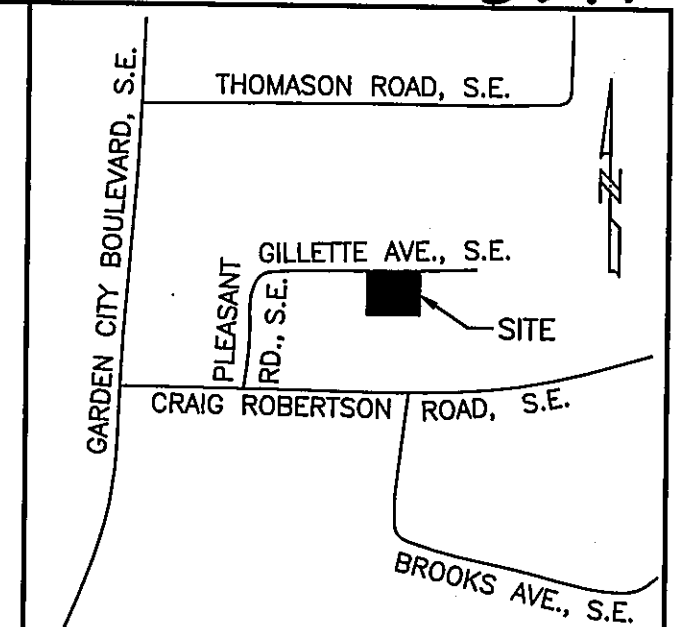 THOMASON ROAD, S.E.
GARDEN CITY BOULEVARD, S.E.
N
GILLETTE AVE., S.E.
PLEASANT
RD., S.E.
SITE
CRAIG ROBERTSON ROAD, S.E.
BROOKS AVE., S.E.